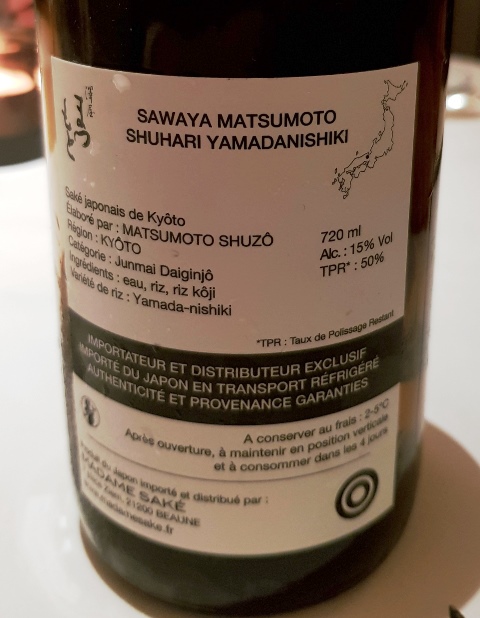 SAWAYA MATSUMOTO
SHUHARI YAMADANISHIKI
Saké japonais de Kyôto
Élaboré par : MATSUMOTO SHUZÔ
Région : KYÔTO
Catégorie : Junmai Daiginjô
Ingrédients : eau, riz, riz kôji
Variété de riz : Yamada-nishiki
720 ml
Alc. : 15% Vol
TPR* : 50%
*TPR : Taux de Polissage Restant
IMPORTATEUR ET DISTRIBUTEUR EXCLUSIF
IMPORTÉ DU JAPON EN TRANSPORT RÉFRIGÉRÉ
AUTHENTICITÉ ET PROVENANCE GARANTIES
A conserver au frais : 2-5°C
Après ouverture, à maintenir en position verticale
et à consommer dans les 4 jours
du Japon importé et distribué par :
MADAME SAKÉ
21200 BEAUNE